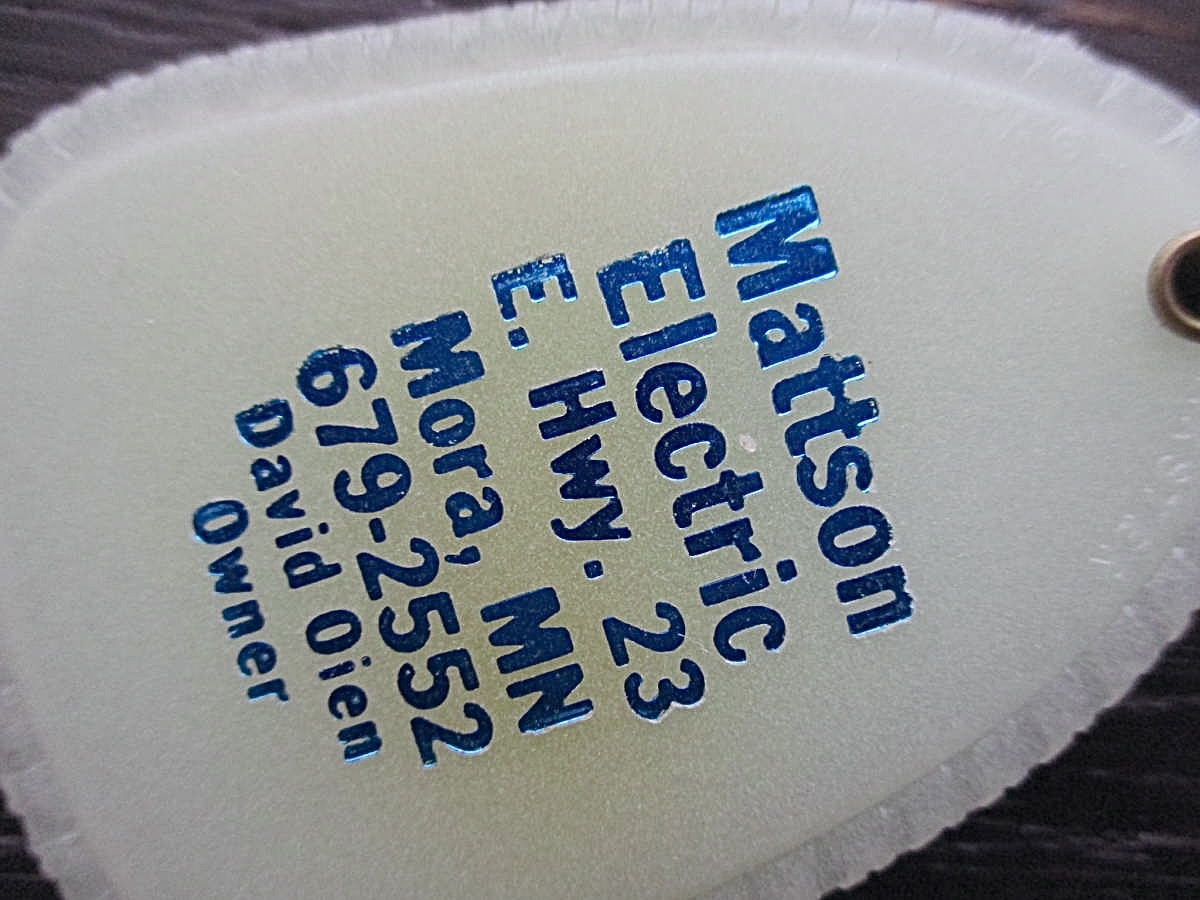 Mattson
Electric
E. Hwy. 23
Mora, MN
679-2552
David Oien
Owner